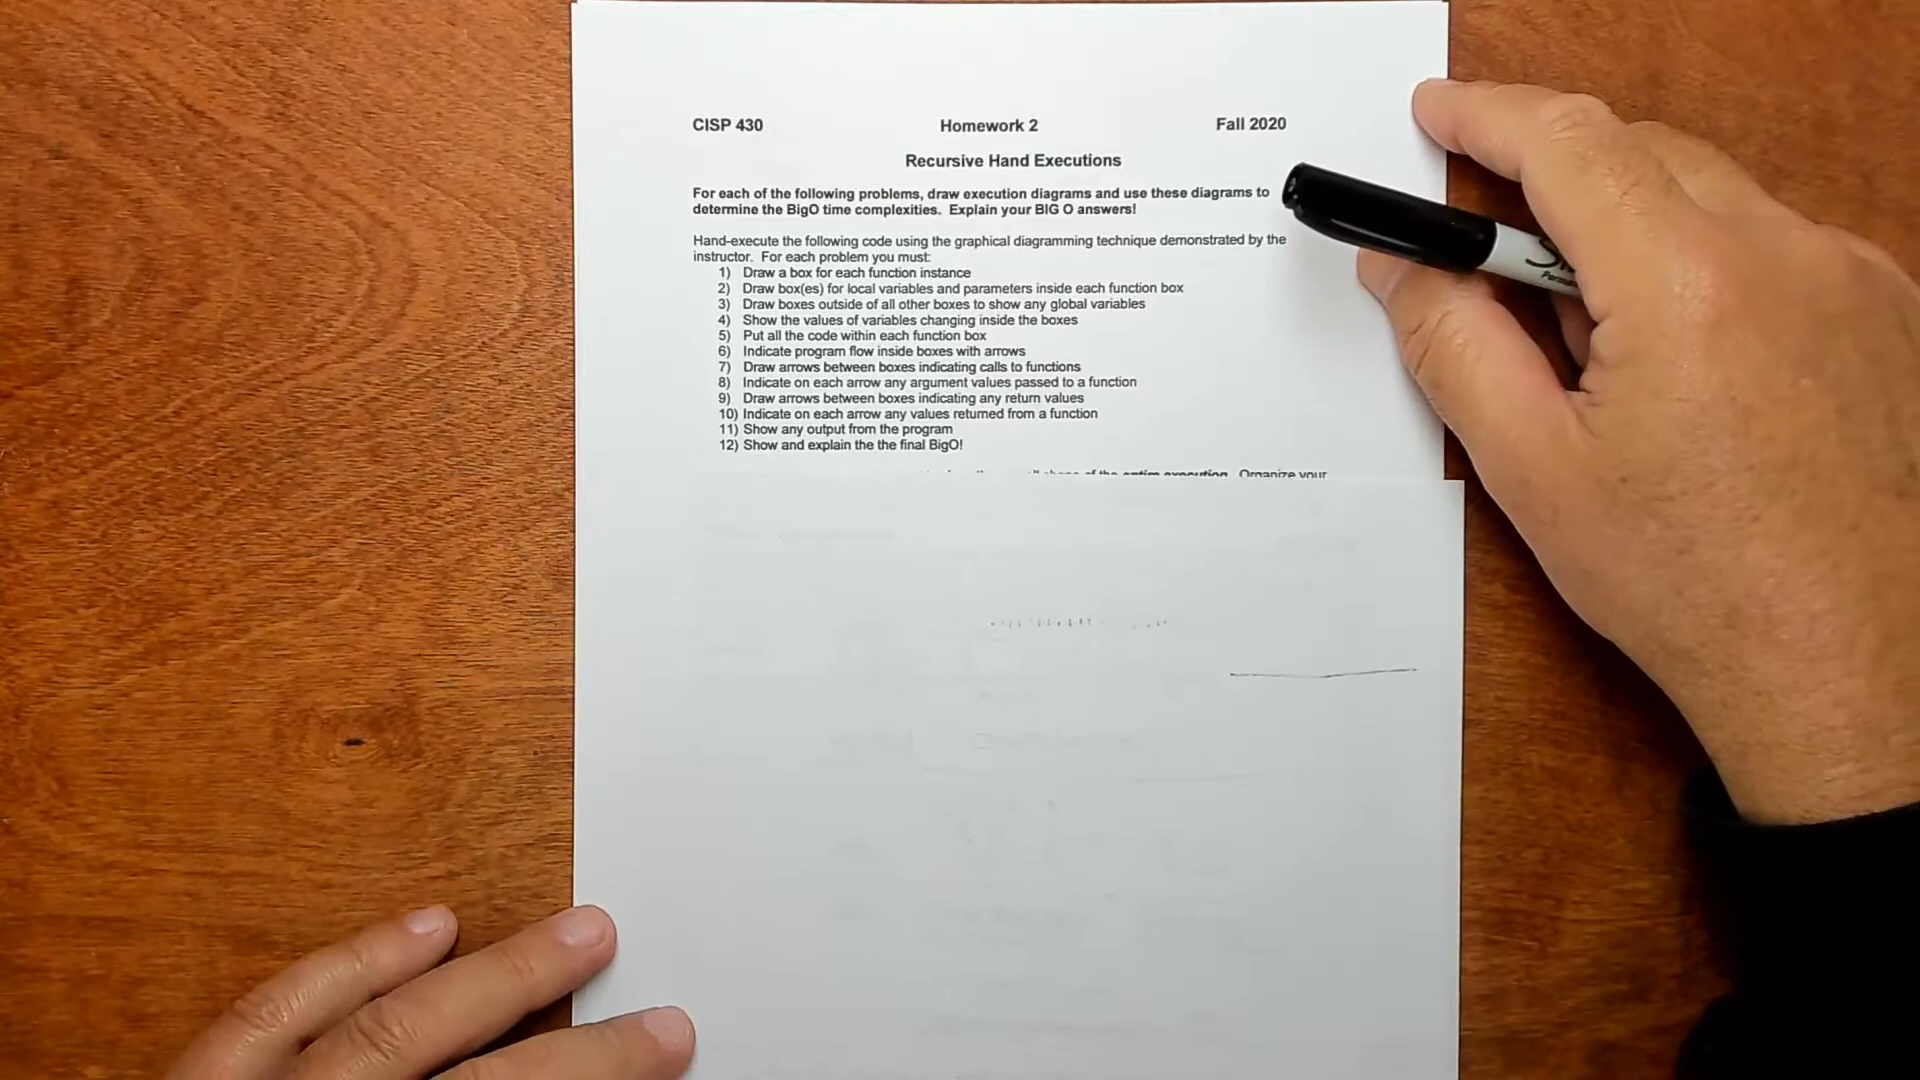 CISP 430 Homework 2 Fall 2020
Recursive Hand Executions
For each of the following problems, draw execution diagrams and use these diagrams to
determine the BigO time complexities. Explain your BIG O answers!
Hand-execute the following code using the graphical diagramming technique demonstrated by the
instructor. For each problem you must:
1) Draw a box for each function instance
2) Draw box(es) for local variables and parameters inside each function box
3) Draw boxes outside of all other boxes to show any global variables
4) Show the values of variables changing inside the boxes
5) Put all the code within each function box
6) Indicate program flow inside boxes with arrows
7) Draw arrows between boxes indicating calls to functions
8) Indicate on each arrow any argument values passed to a function
9) Draw arrows between boxes indicating any return values
10) Indicate on each arrow any values returned from a function
11) Show any output from the program
12) Show and explain the the final BigO!
of the entire execution. Organize your